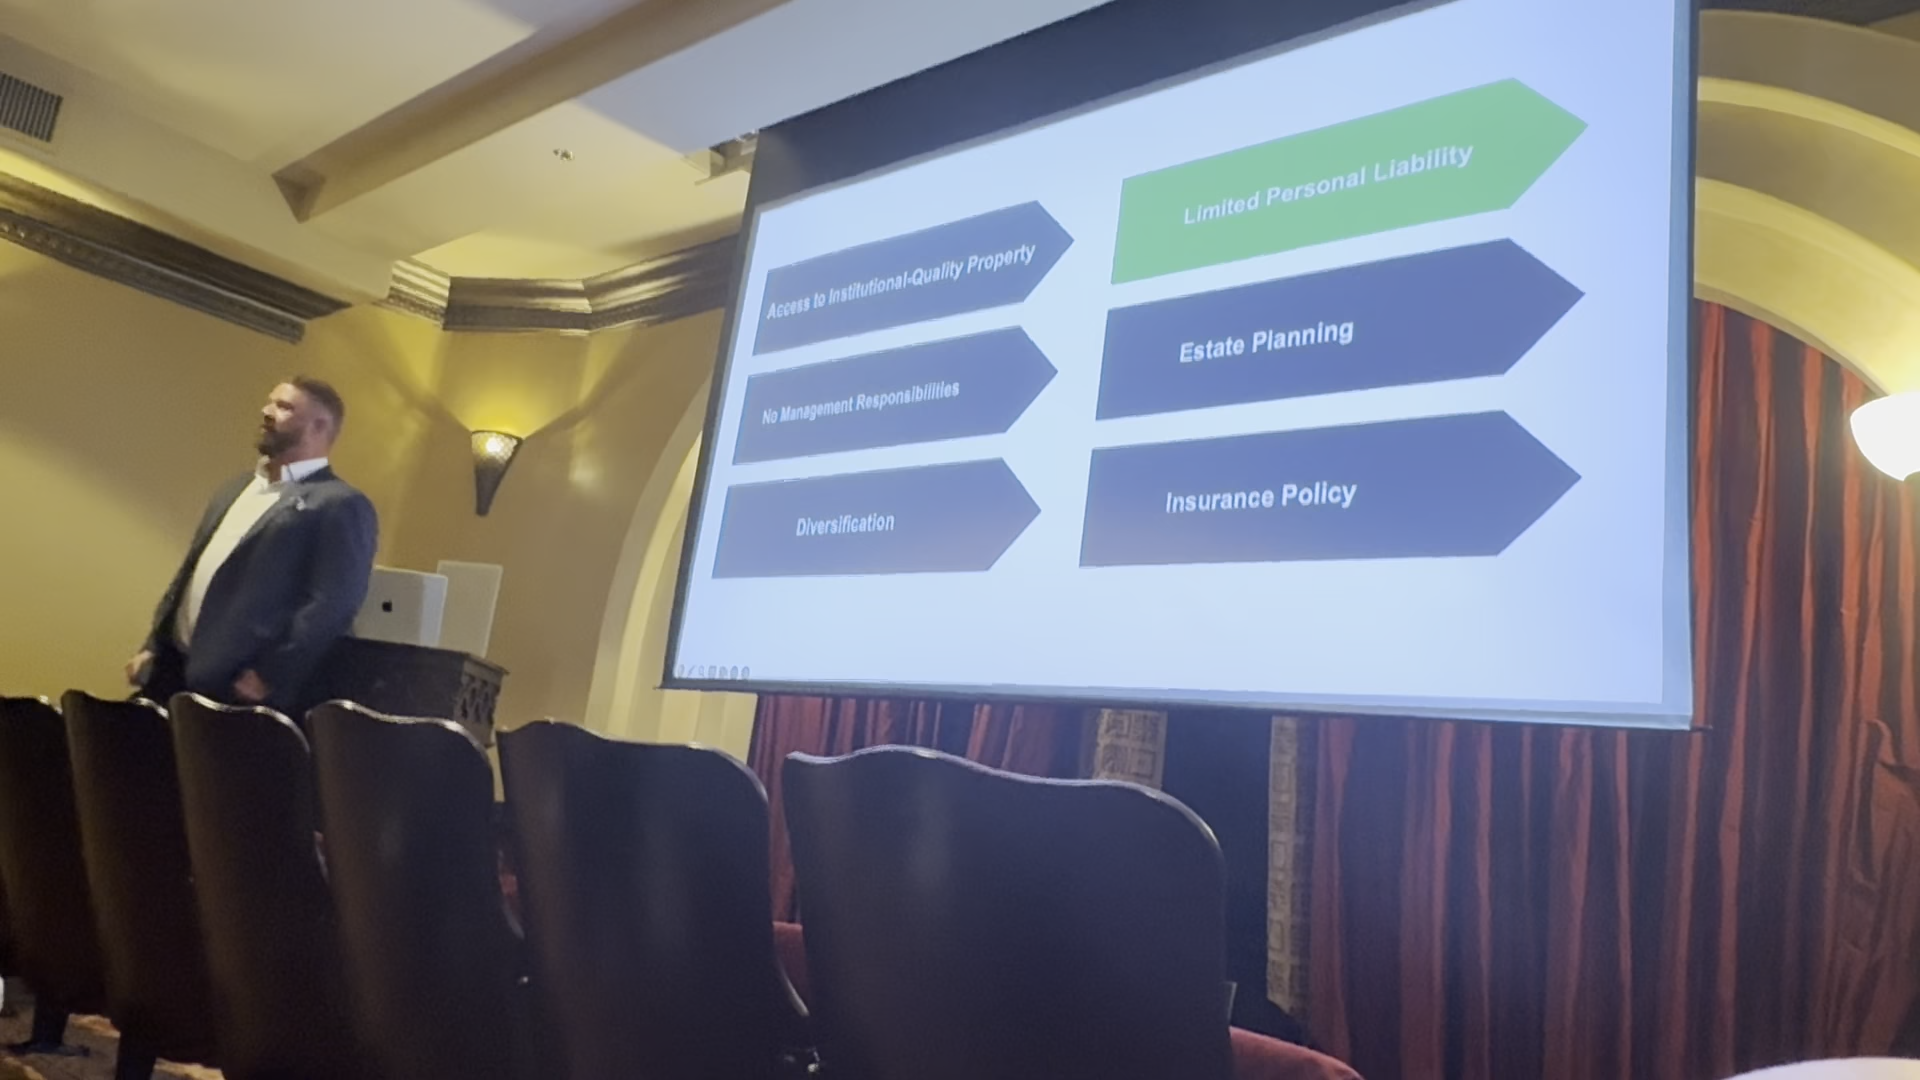 Access to Institutional-Quality Property
No Management Responsibilities
Diversification
Limited Personal Liability
Estate Planning
Insurance Policy